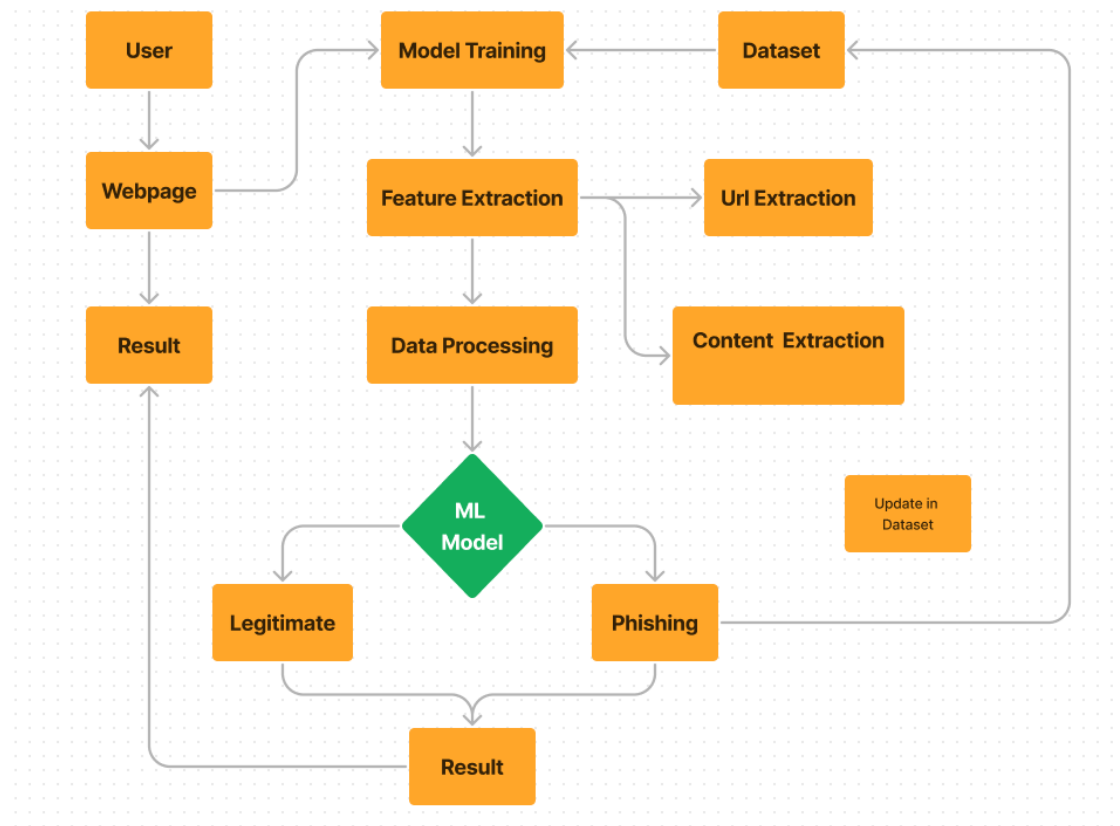 User
Model Training
Dataset
Webpage
Feature Extraction
Url Extraction
Result
Data Processing
Content Extraction
ML
Model
Update in
Dataset
Legitimate
Phishing
Result